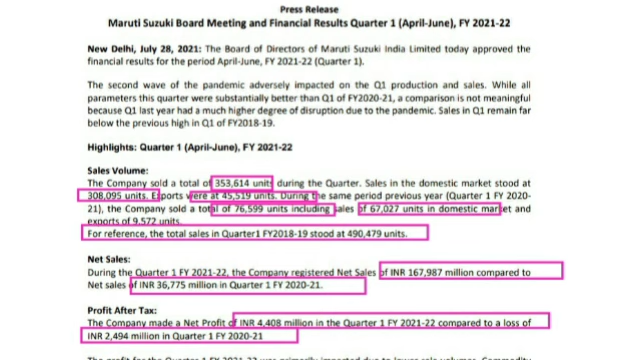 Press Release
Maruti Suzuki Board Meeting and Financial Results Quarter 1 (April-June), FY 2021-22
New Delhi, July 28, 2021: The Board of Directors of Maruti Suzuki India Limited today approved the
financial results for the period April-June, FY 2021-22 (Quarter 1).
The second wave of the pandemic adversely impacted on the Q1 production and sales. While all
parameters this quarter were substantially better than Q1 of FY2020-21, a comparison is not meaningful
because Q1 last year had a much higher degree of disruption due to the pandemic. Sales in Q1 remain far
below the previous high in Q1 of FY2018-19.
Highlights: Quarter 1 (April-June), FY 2021-22
Sales Volume:
The Company sold a total of 353,614 units during the Quarter. Sales in the domestic market stood at
308,095 units. Exports were at 45,519 units. During the same period previous year (Quarter 1 FY 2020-
21), the Company sold a total of 76,599 units including sales of 67,027 units in domestic market and
exports of 9,572 units.
For reference, the total sales in Quarter1 FY2018-19 stood at 490,479 units.
Net Sales:
During the Quarter 1 FY 2021-22, the Company registered Net Sales of INR 167,987 million compared to
Net sales of INR 36,775 million in Quarter 1 FY 2020-21.
Profit After Tax:
The Company made a Net Profit of INR 4,408 million in the Quarter 1 FY 2021-22 compared to a loss of
INR 2,494 million in Quarter 1 FY 2020-21